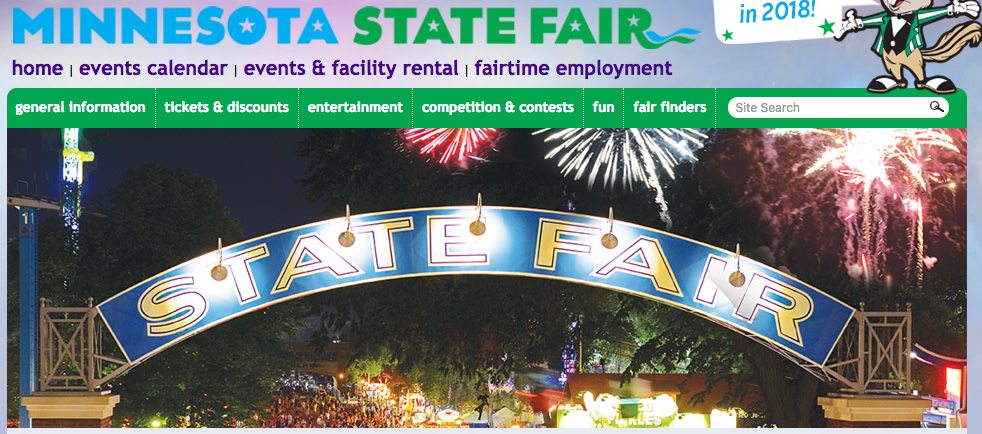 MINNESOTA STATE FAIR
in 2018!
home | events calendar | events & facility rental | fairtime employment
general information
tickets & discounts
entertainment
competition & contests
fun
fair finders
Site Search
STATE FAIR